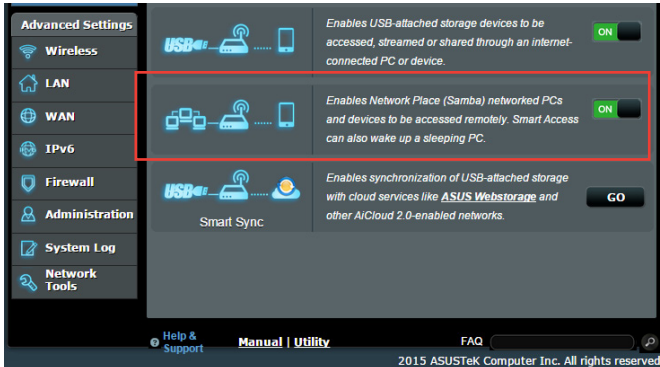 Advanced Settings
Wireless
LAN
WAN
IPv6
Firewall
Administration
System Log
Network
Tools
USB
Enables USB-attached storage devices to be
accessed, streamed or shared through an internet-
connected PC or device.
ON
Enables Network Place (Samba) networked PCs
and devices to be accessed remotely. Smart Access
can also wake up a sleeping PC.
ON
USB
Smart Sync
Enables synchronization of USB-attached storage
with cloud services like ASUS Webstorage and
other AiCloud 2.0-enabled networks.
GO
Help &
Support
Manual | Utility
FAQ
2015 ASUSTeK Computer Inc. All rights reserved